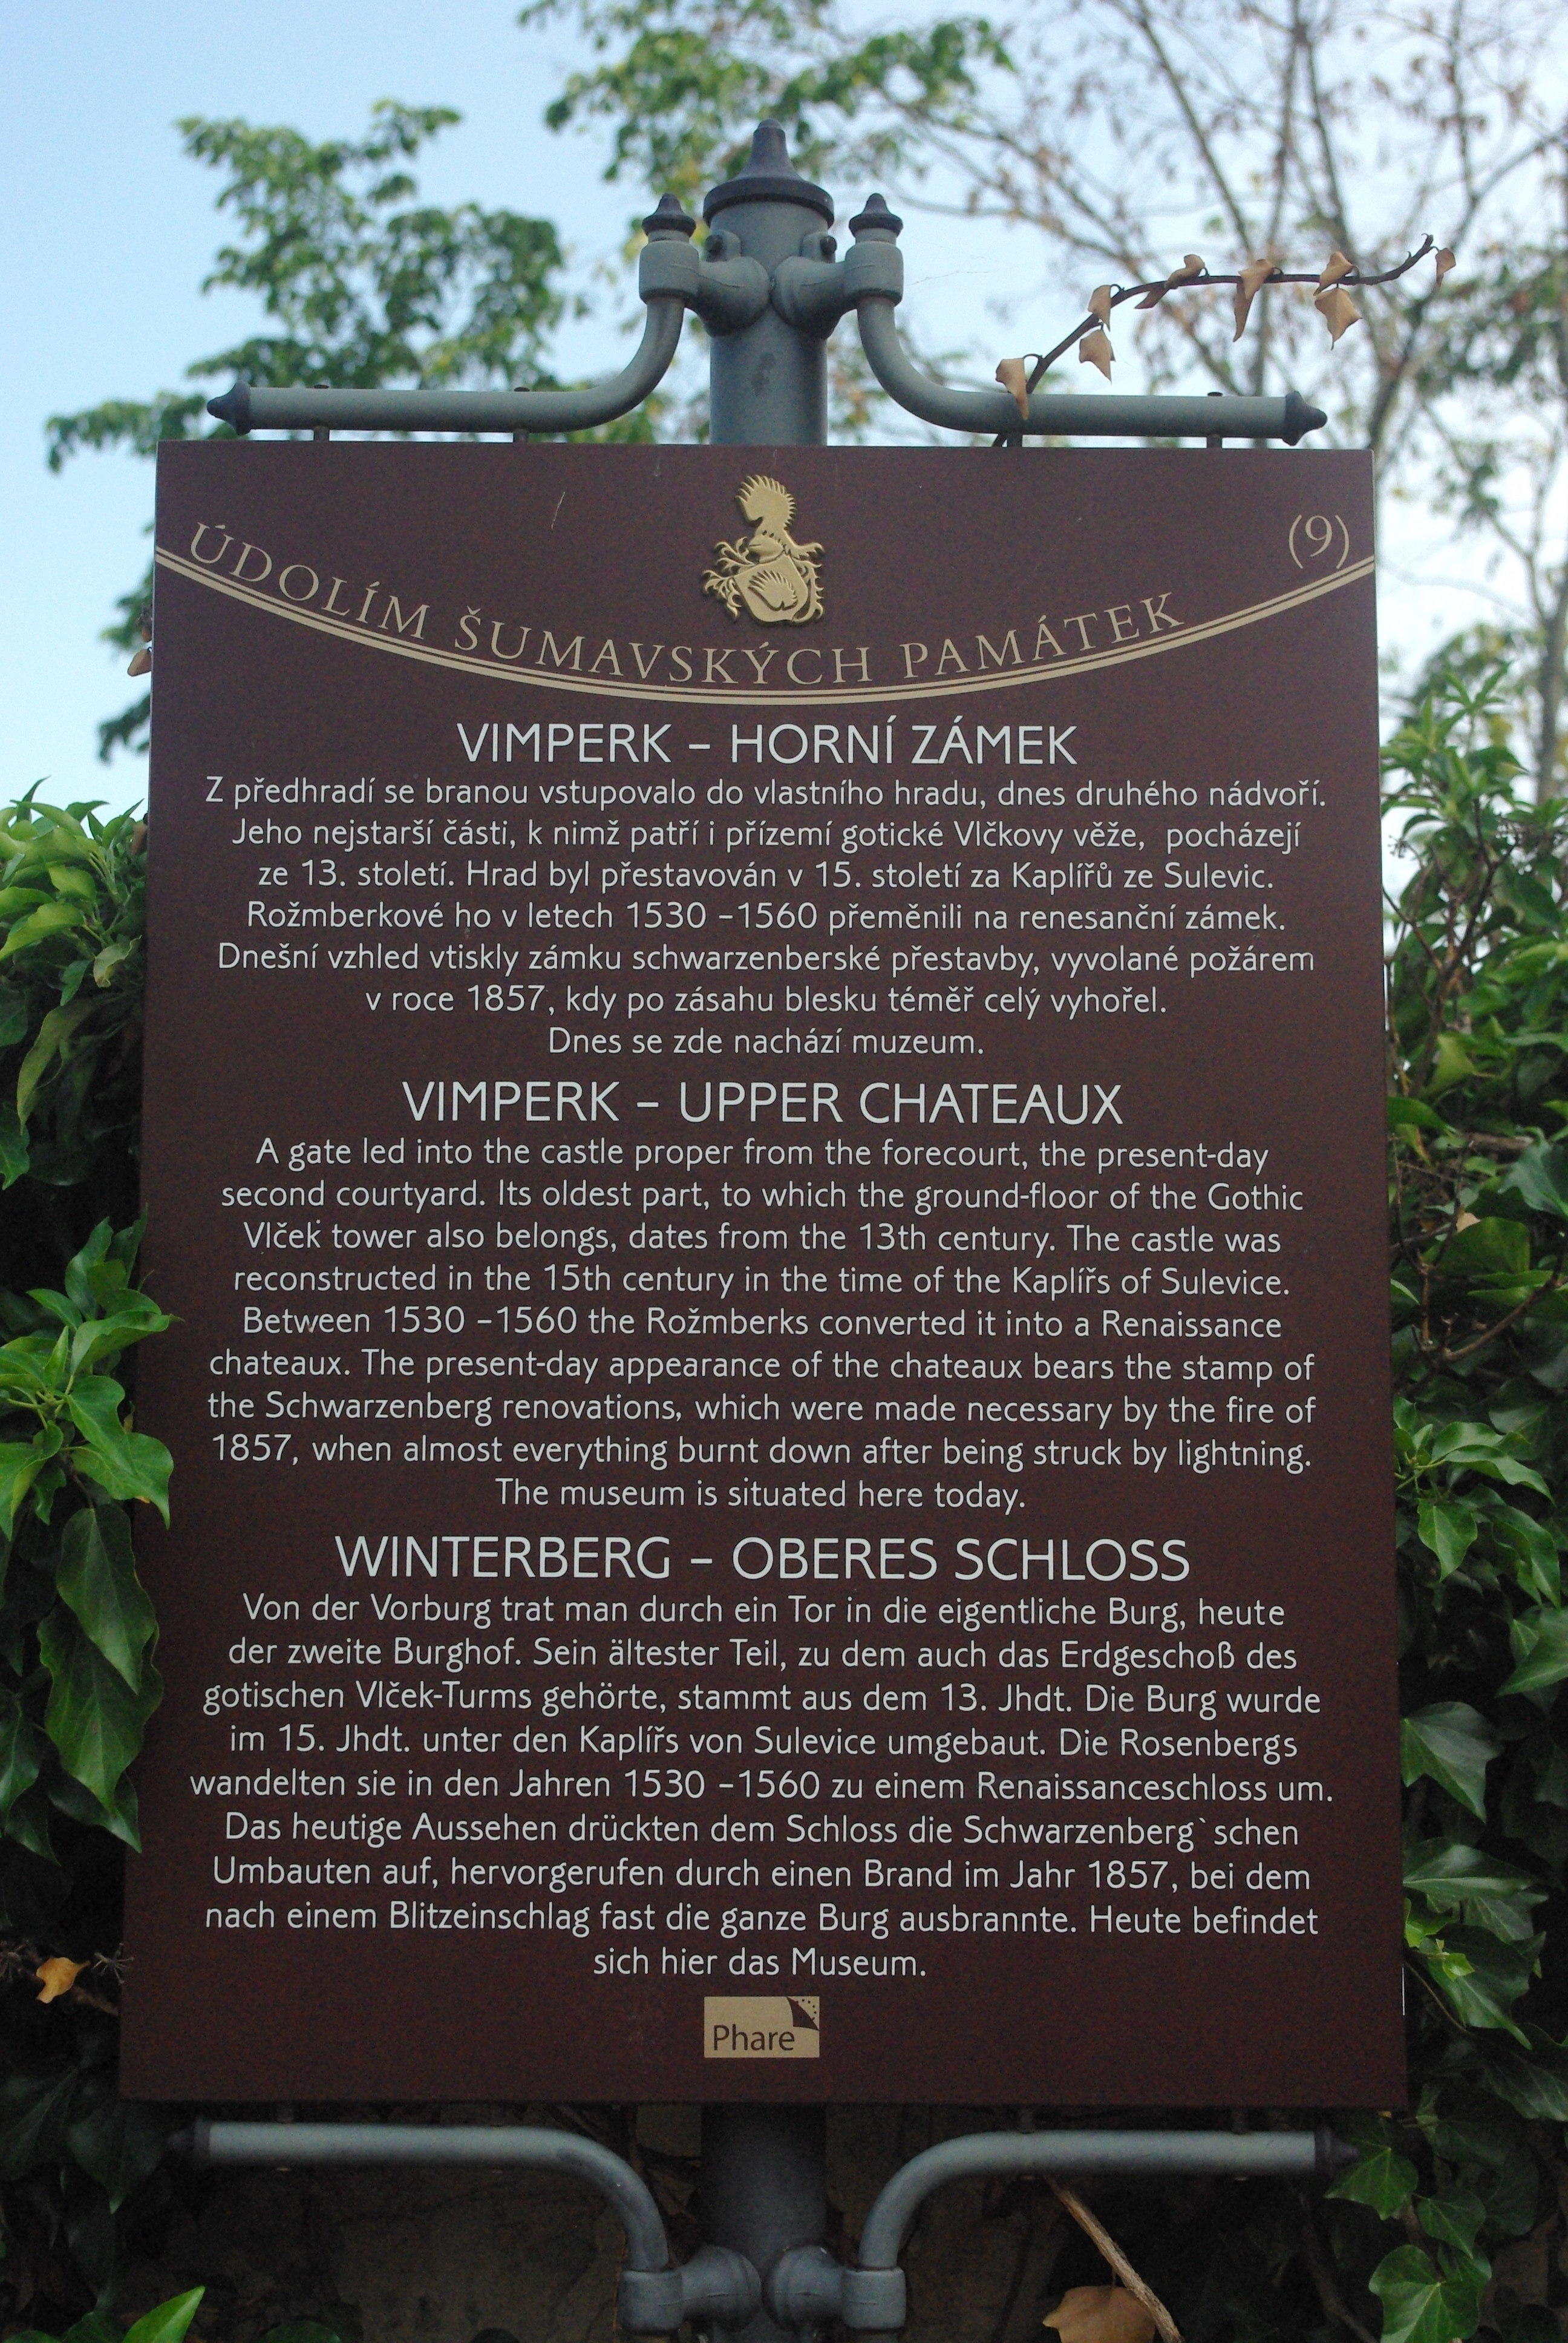 ÚDOLÍM ŠUMAVSKÝCH PAMÁTEK
(9)
VIMPERK – HORNÍ ZÁMEK
Z předhradí se branou vstupovalo do vlastního hradu, dnes druhého nádvoří.
Jeho nejstarší části, k nimž patří i přízemí gotické Vlčkovy věže, pocházejí
ze 13. století. Hrad byl přestavován v 15. století za Kaplířů ze Sulevic.
Rožmberkové ho v letech 1530 –1560 přeměnili na renesanční zámek.
Dnešní vzhled vtiskly zámku schwarzenberské přestavby, vyvolané požárem
v roce 1857, kdy po zásahu blesku téměř celý vyhořel.
Dnes se zde nachází muzeum.
VIMPERK – UPPER CHATEAUX
A gate led into the castle proper from the forecourt, the present-day
second courtyard. Its oldest part, to which the ground-floor of the Gothic
Vlček tower also belongs, dates from the 13th century. The castle was
reconstructed in the 15th century in the time of the Kaplířs of Sulevice.
Between 1530 –1560 the Rožmberks converted it into a Renaissance
chateaux. The present-day appearance of the chateaux bears the stamp of
the Schwarzenberg renovations, which were made necessary by the fire of
1857, when almost everything burnt down after being struck by lightning.
The museum is situated here today.
WINTERBERG – OBERES SCHLOSS
Von der Vorburg trat man durch ein Tor in die eigentliche Burg, heute
der zweite Burghof. Sein ältester Teil, zu dem auch das Erdgeschoß des
gotischen Vlček-Turms gehörte, stammt aus dem 13. Jhdt. Die Burg wurde
im 15. Jhdt. unter den Kaplířs von Sulevice umgebaut. Die Rosenbergs
wandelten sie in den Jahren 1530 –1560 zu einem Renaissanceschloss um.
Das heutige Aussehen drückten dem Schloss die Schwarzenberg`schen
Umbauten auf, hervorgerufen durch einen Brand im Jahr 1857, bei dem
nach einem Blitzeinschlag fast die ganze Burg ausbrannte. Heute befindet
sich hier das Museum.
Phare